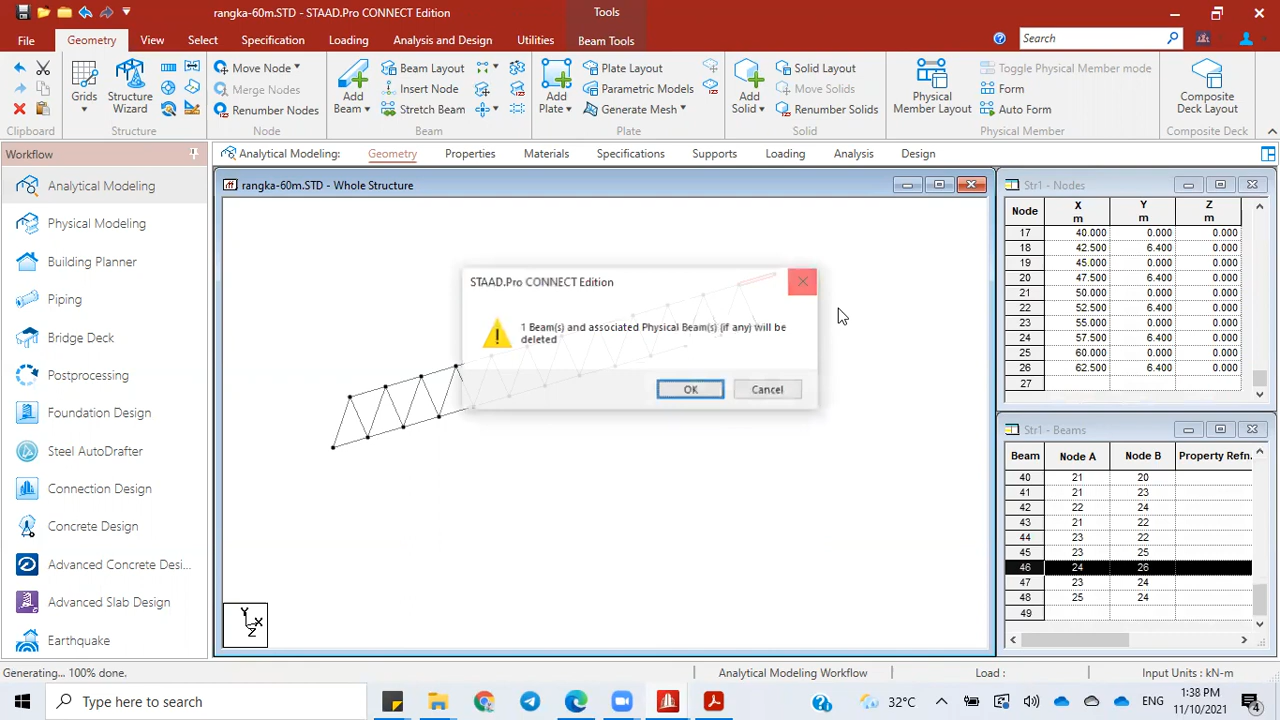 rangka-60m.STD - STAAD.Pro CONNECT Edition
Tools
File
Geometry
View
Select
Specification
Loading
Analysis and Design
Utilities
Beam Tools
Search
Grids
Structure Wizard
Move Node
Merge Nodes
Renumber Nodes
Add Beam
Beam Layout
Insert Node
Stretch Beam
Add Plate
Plate Layout
Parametric Models
Generate Mesh
Add Solid
Solid Layout
Move Solids
Renumber Solids
Physical Member Layout
Toggle Physical Member mode
Form
Auto Form
Composite Deck Layout
Clipboard
Structure
Node
Beam
Plate
Solid
Physical Member
Composite Deck
Workflow
Analytical Modeling:
Geometry
Properties
Materials
Specifications
Supports
Loading
Analysis
Design
Analytical Modeling
Physical Modeling
Building Planner
Piping
Bridge Deck
Postprocessing
Foundation Design
Steel AutoDrafter
Connection Design
Concrete Design
Advanced Concrete Desi...
Advanced Slab Design
Earthquake
rangka-60m.STD - Whole Structure
STAAD.Pro CONNECT Edition
1 Beam(s) and associated Physical Beam(s) (if any) will be
deleted
OK
Cancel
Y
X
Z
Str1 - Nodes
Node X Y Z
m m m
17 40.000 0.000 0.000
18 42.500 6.400 0.000
19 45.000 0.000 0.000
20 47.500 6.400 0.000
21 50.000 0.000 0.000
22 52.500 6.400 0.000
23 55.000 0.000 0.000
24 57.500 6.400 0.000
25 60.000 0.000 0.000
26 62.500 6.400 0.000
27
Str1 - Beams
Beam Node A Node B Property Refn.
40 21 20
41 21 23
42 22 24
43 21 22
44 23 22
45 23 25
46 24 26
47 23 24
48 25 24
49
Generating... 100% done.
Analytical Modeling Workflow
Load :
Input Units : kN-m
Type here to search
32°C
ENG
1:38 PM
11/10/2021
4